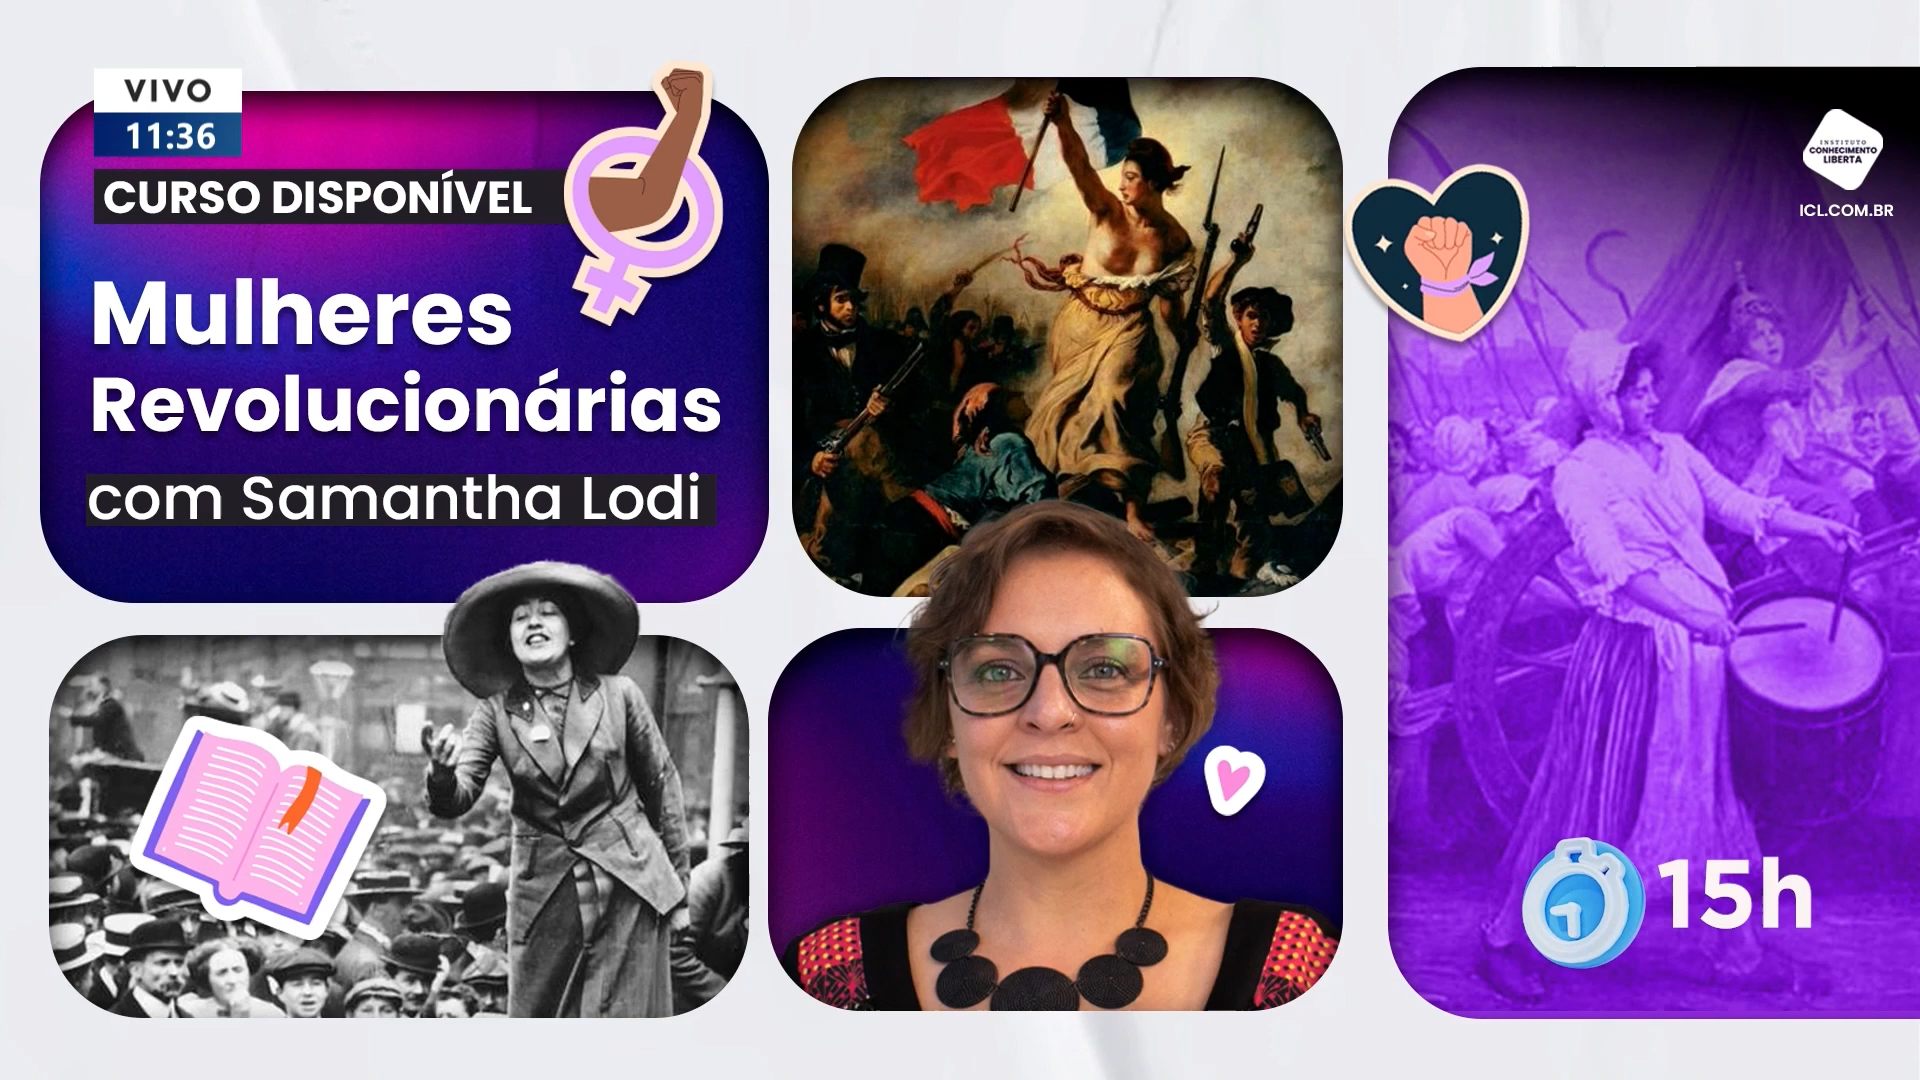 VIVO
11:36
CURSO DISPONÍVEL
Mulheres
Revolucionárias
com Samantha Lodi
INSTITUTO
CONHECIMENTO
LIBERTA
ICL.COM.BR
15h